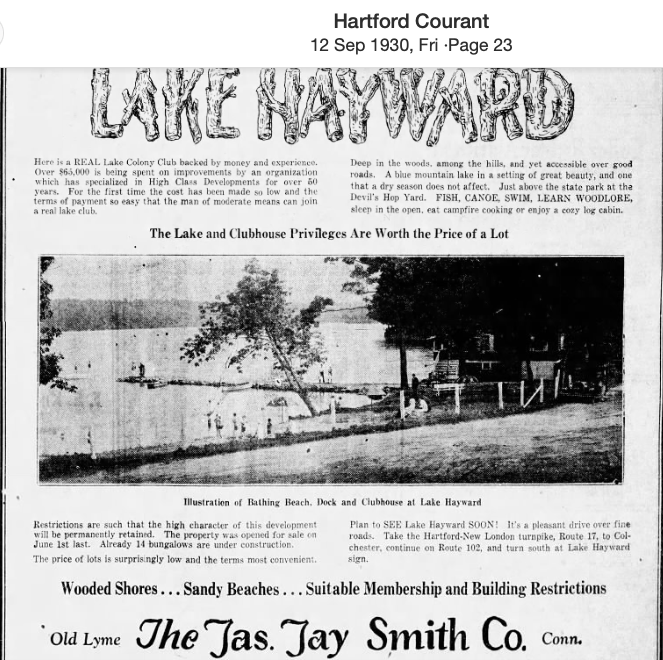 Hartford Courant
12 Sep 1930, Fri · Page 23
LAKE HAYWARD
Here is a REAL Lake Colony Club backed by money and experience.
Over $65,000 is being spent on improvements by an organization
which has specialized in High Class Developments for over 50
years. For the first time the cost has been made so low and the
terms of payment so easy that the man of moderate means can join
a real lake club.
Deep in the woods, among the hills, and yet accessible over good
roads. A blue mountain lake in a setting of great beauty, and one
that a dry season does not affect. Just above the state park at the
Devil's Hop Yard. FISH, CANOE, SWIM, LEARN WOODLORE,
sleep in the open, eat campfire cooking or enjoy a cozy log cabin.
The Lake and Clubhouse Privileges Are Worth the Price of a Lot
Illustration of Bathing Beach, Dock and Clubhouse at Lake Hayward
Restrictions are such that the high character of this development
will be permanently retained. The property was opened for sale on
June 1st last. Already 14 bungalows are under construction.
The price of lots is surprisingly low and the terms most convenient.
Plan to SEE Lake Hayward SOON! It's a pleasant drive over fine
roads. Take the Hartford-New London turnpike, Route 17, to Col-
chester, continue on Route 102, and turn south at Lake Hayward
sign.
Wooded Shores . . . Sandy Beaches . . . Suitable Membership and Building Restrictions
Old Lyme The Jas. Jay Smith Co. Conn.